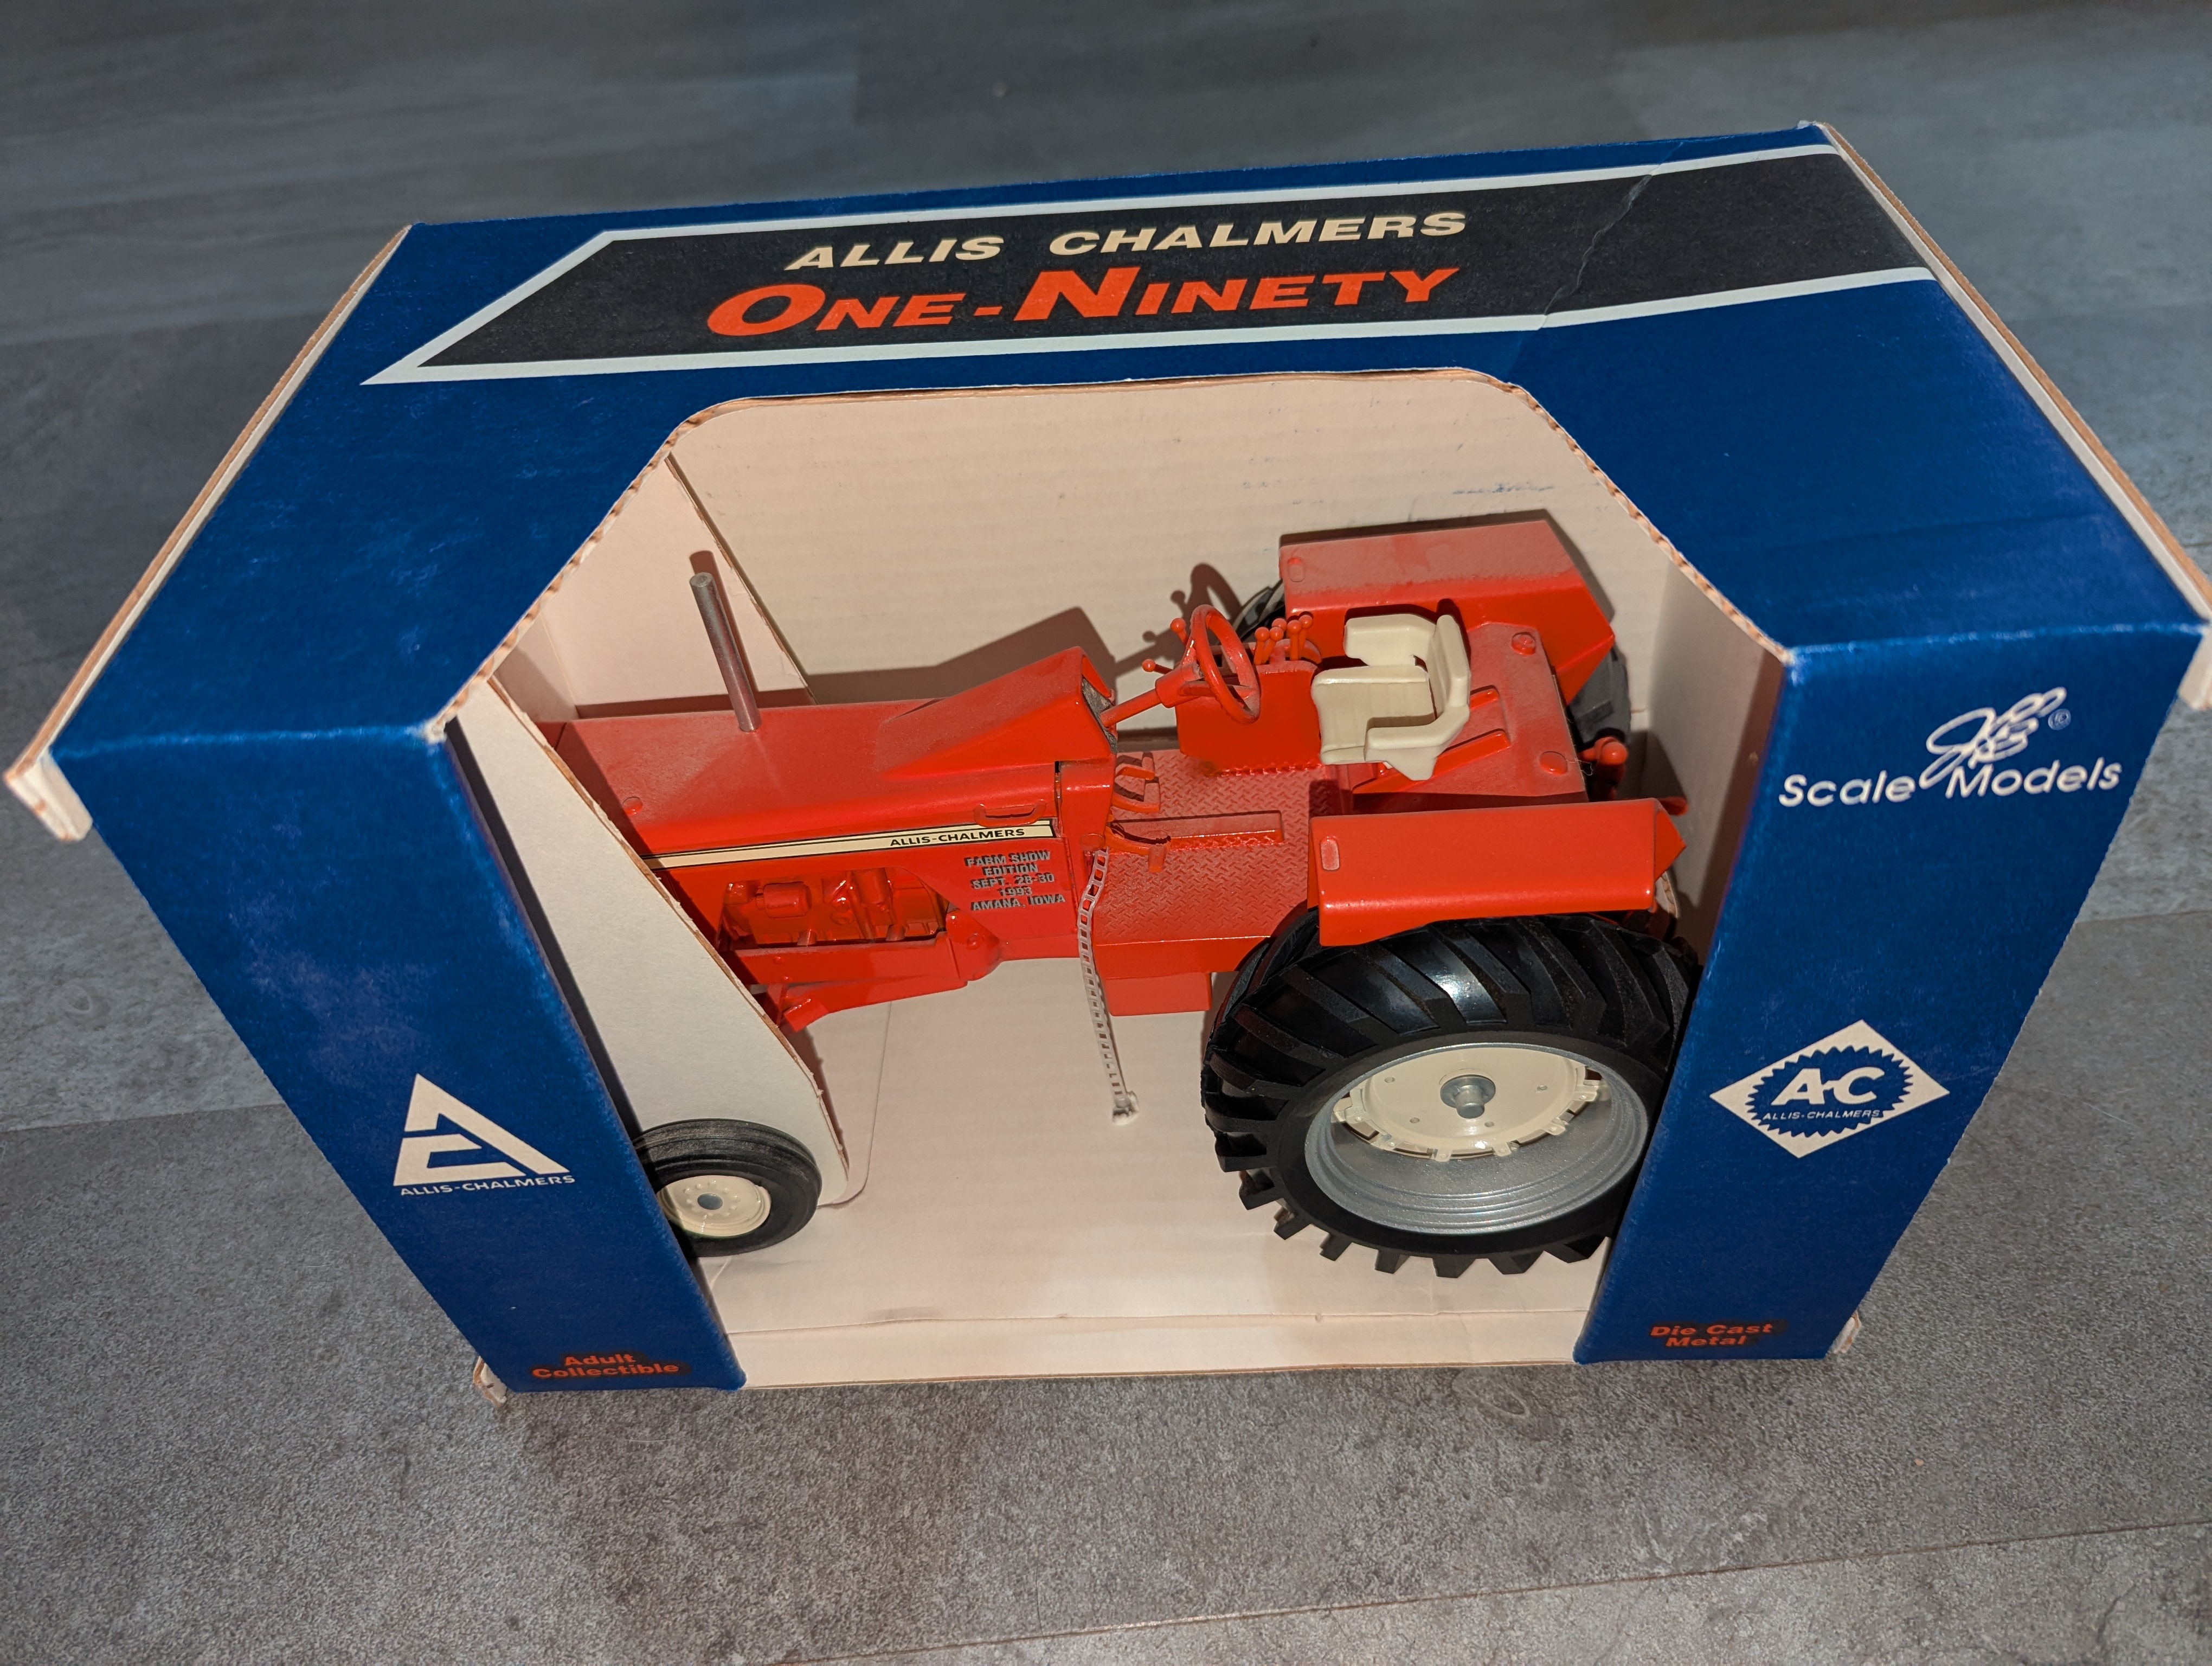 ALLIS CHALMERS
ONE-NINETY
Scale Models
ALLIS-CHALMERS
FARM SHOW
EDITION
SEPT. 28-30
1993
AMANA, IOWA
ALLIS-CHALMERS
A-C
ALLIS-CHALMERS
Adult
Collectible
Die Cast
Metal